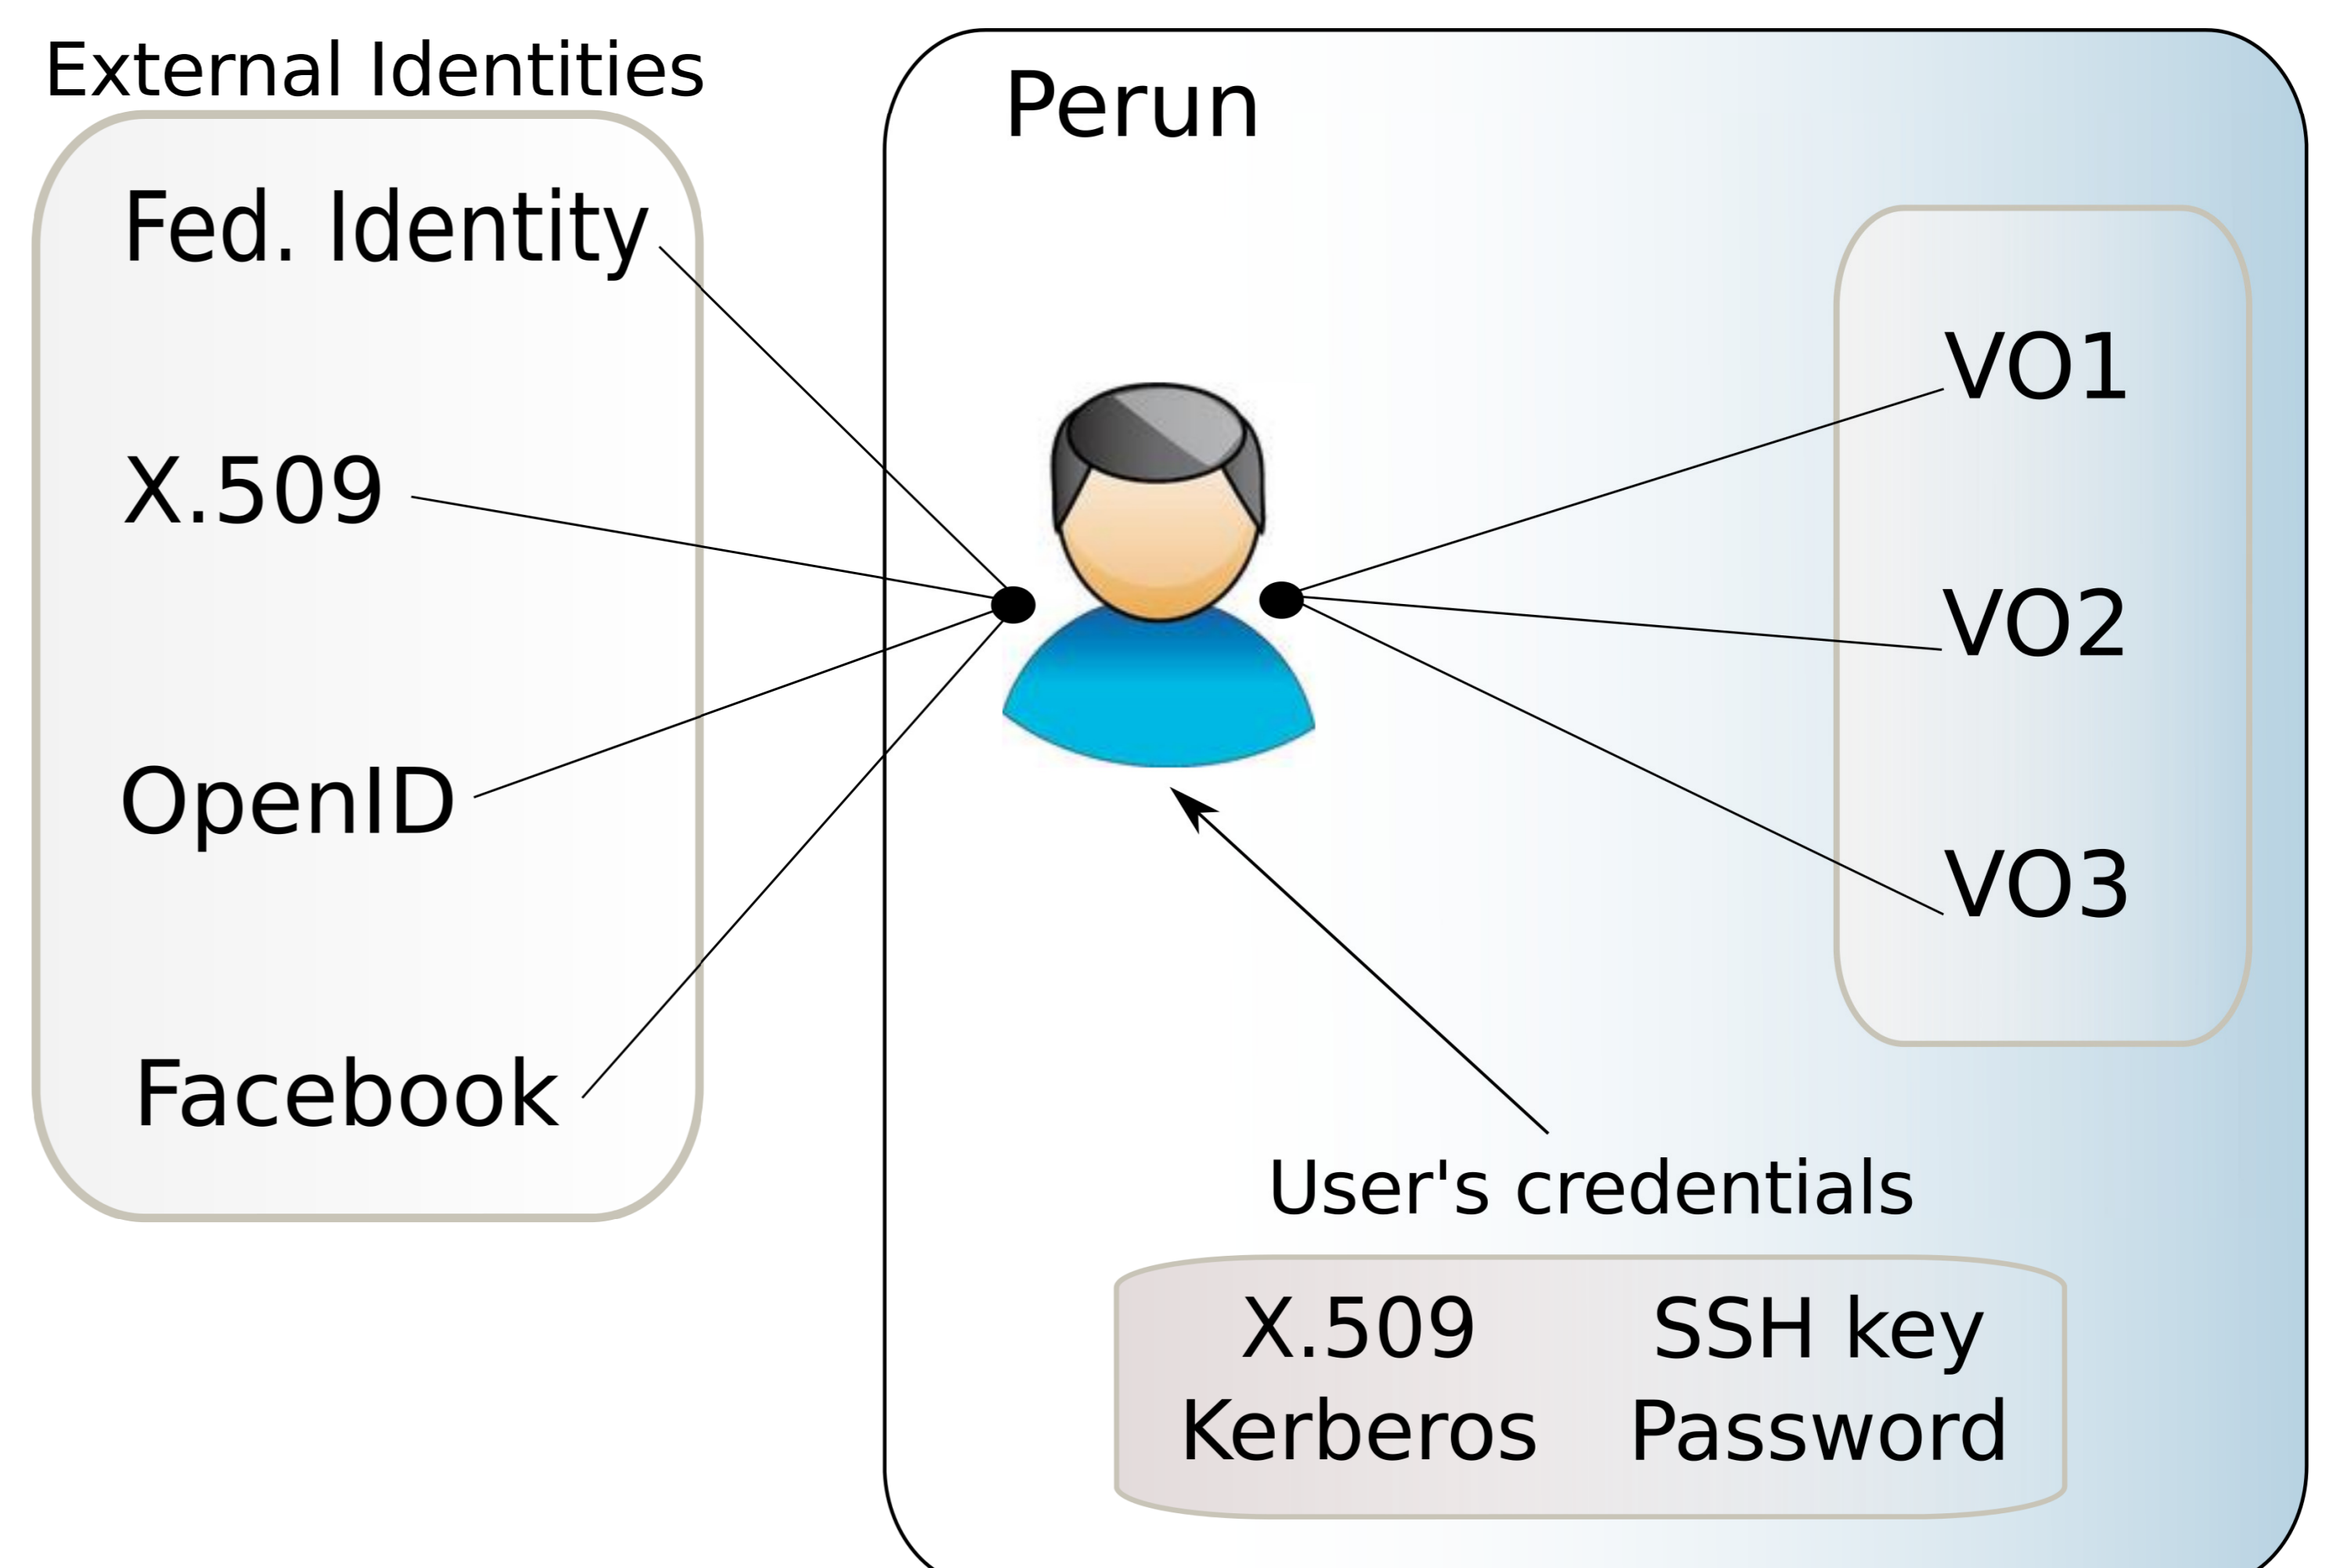 External Identities
Fed. Identity
X.509
OpenID
Facebook
Perun
VO1
VO2
VO3
User's credentials
X.509 SSH key
Kerberos Password